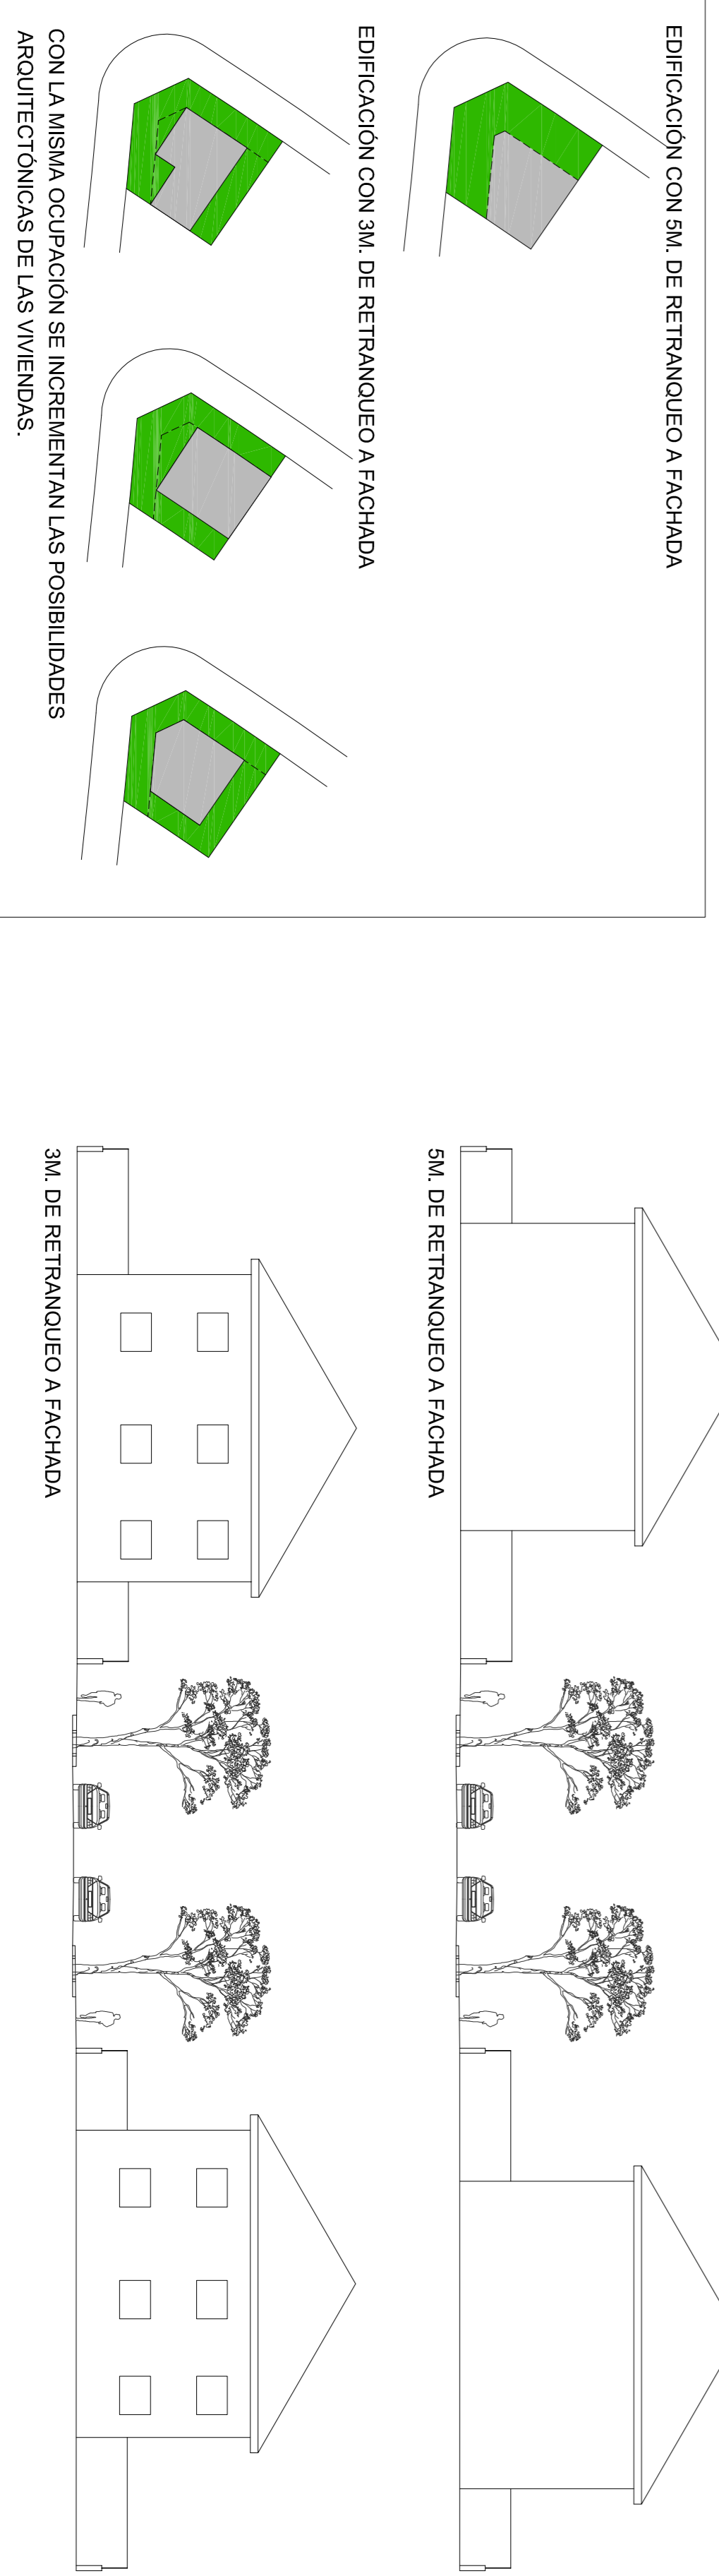 EDIFICACIÓN CON 5M. DE RETRANQUEO A FACHADA
EDIFICACIÓN CON 3M. DE RETRANQUEO A FACHADA
CON LA MISMA OCUPACIÓN SE INCREMENTAN LAS POSIBILIDADES
ARQUITECTÓNICAS DE LAS VIVIENDAS.
5M. DE RETRANQUEO A FACHADA
3M. DE RETRANQUEO A FACHADA